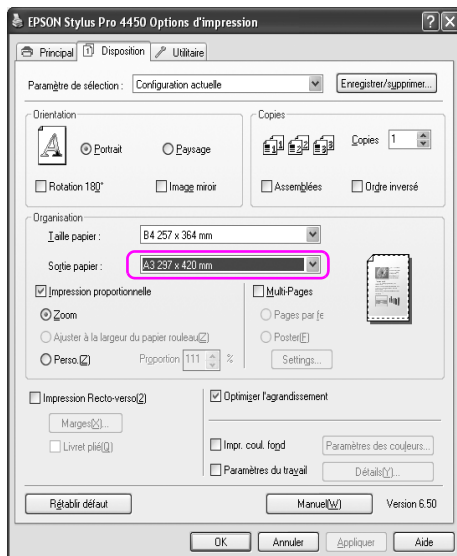 EPSON Stylus Pro 4450 Options d'impression
Principal Disposition Utilitaire
Paramètre de sélection : Configuration actuelle Enregistrer/supprimer...
Orientation Copies
Portrait Paysage Copies 1
Rotation 180° Image miroir Assemblées Ordre inversé
Organisation
Taille papier : B4 257 x 364 mm
Sortie papier : A3 297 x 420 mm
Impression proportionnelle Multi-Pages
Zoom Pages par fe
Ajuster à la largeur du papier rouleau(Z) Poster(F)
Perso.(Z) Proportion 111 % Settings...
Impression Recto-verso(2) Optimiser l'agrandissement
Marges(X)...
Livret plié(Q) Impr. coul. fond Paramètres des couleurs...
Paramètres du travail Détails(Y)...
Rétablir défaut Manuel(W) Version 6.50
OK Annuler Appliquer Aide